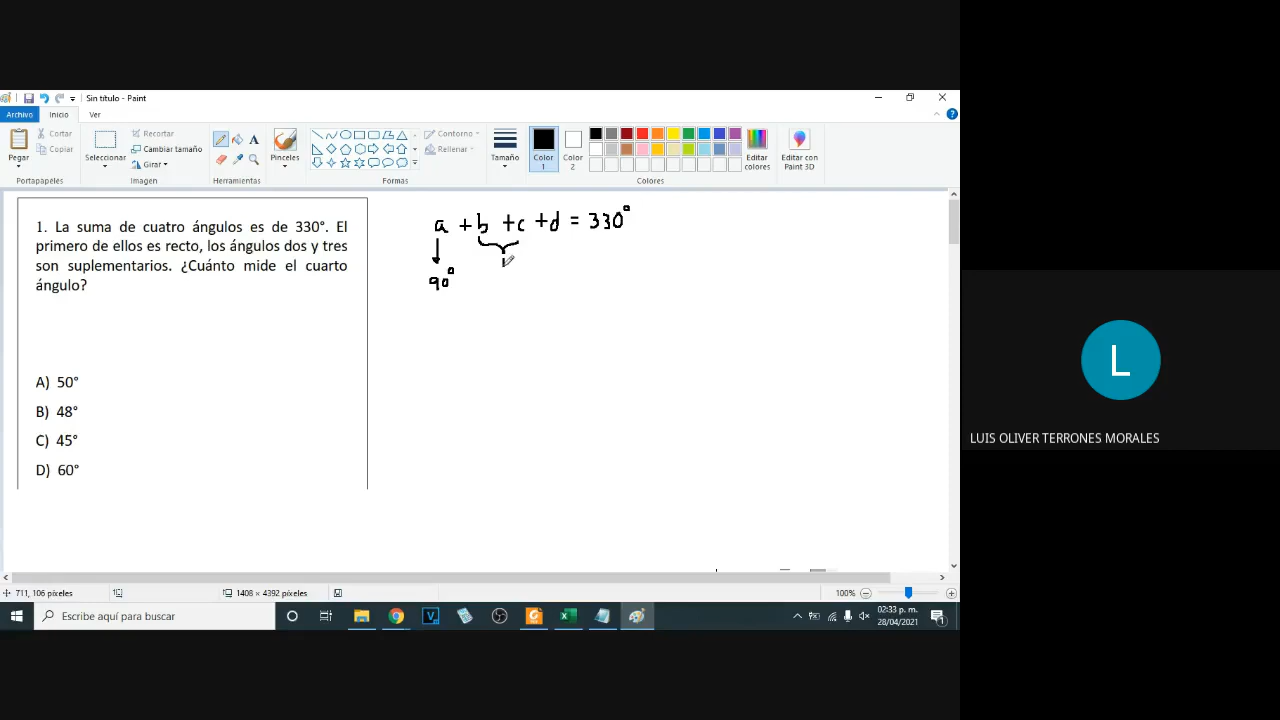 Sin título - Paint
Archivo Inicio Ver
Pegar
Cortar
Copiar
Portapapeles
Seleccionar
Recortar
Cambiar tamaño
Girar
Imagen
A
Herramientas
Pinceles
Contorno
Rellenar
Formas
Tamaño
Color 1
Color 2
Editar colores
Editar con Paint 3D
Colores
1. La suma de cuatro ángulos es de 330°. El
primero de ellos es recto, los ángulos dos y tres
son suplementarios. ¿Cuánto mide el cuarto
ángulo?
A) 50°
B) 48°
C) 45°
D) 60°
a + b + c + d = 330°
90°
L
LUIS OLIVER TERRONES MORALES
711, 106 píxeles
1408 × 4392 píxeles
100%
Escribe aquí para buscar
02:33 p. m.
28/04/2021